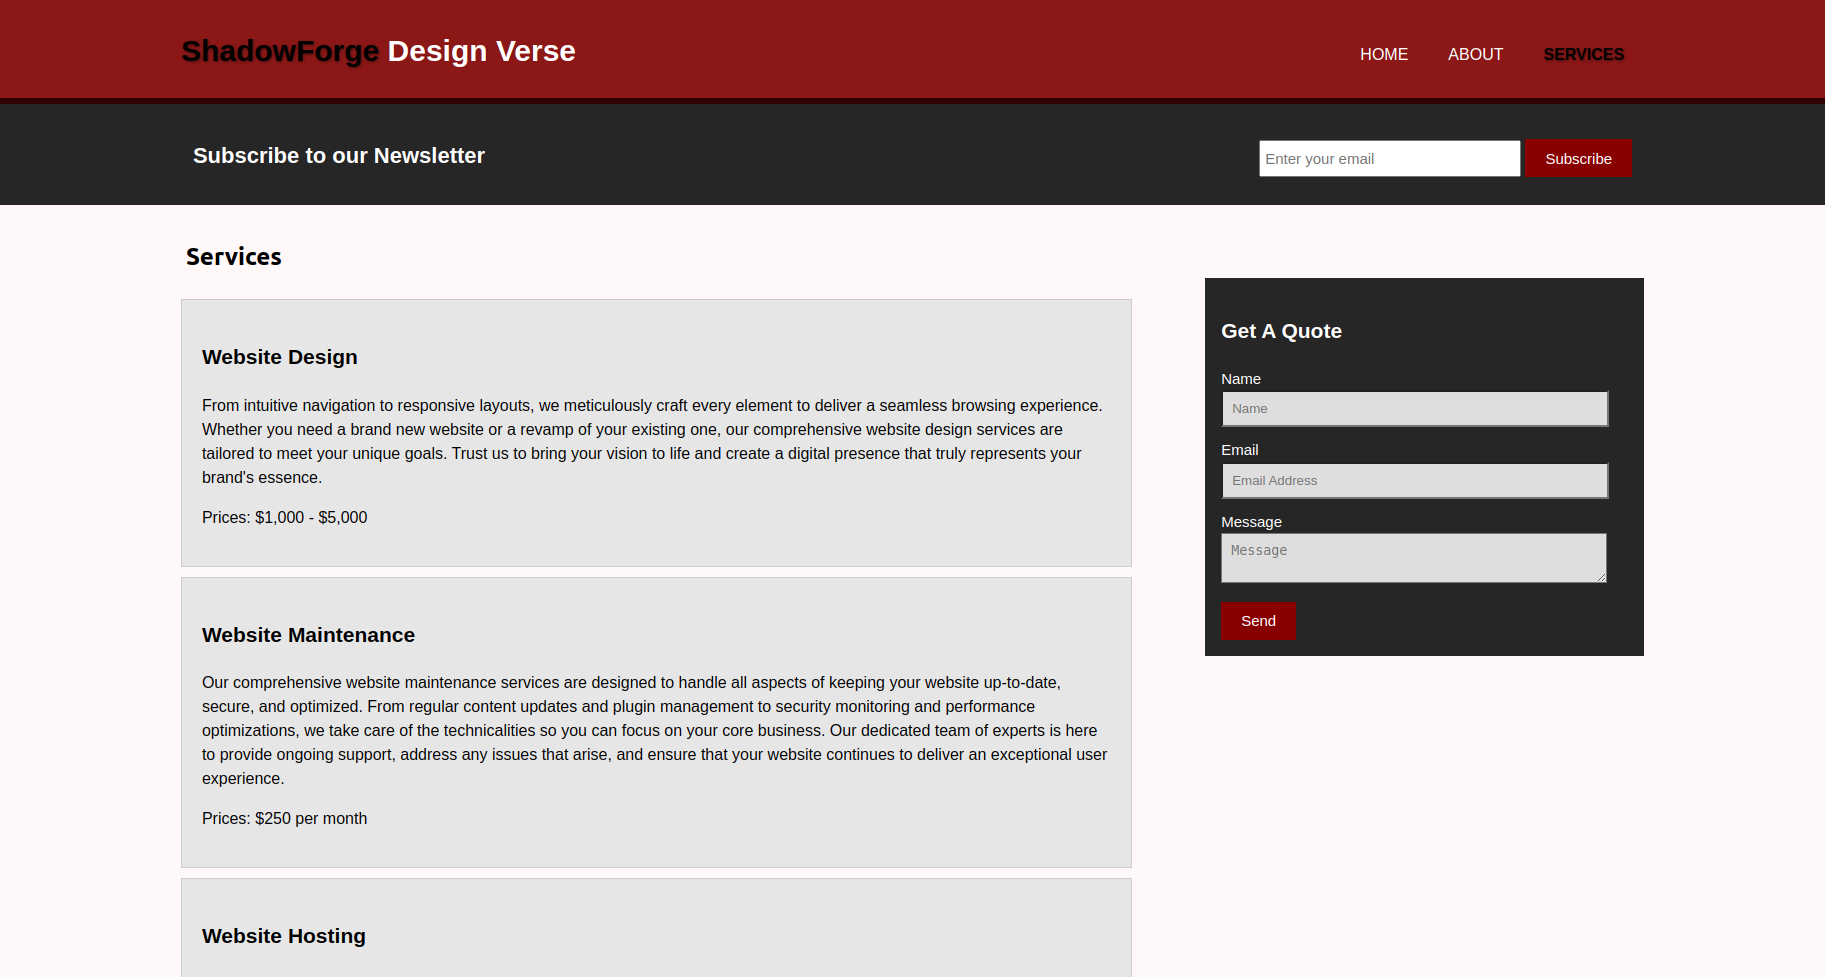 ShadowForge Design Verse
HOME ABOUT SERVICES
Subscribe to our Newsletter
Enter your email Subscribe
Services
Website Design
From intuitive navigation to responsive layouts, we meticulously craft every element to deliver a seamless browsing experience.
Whether you need a brand new website or a revamp of your existing one, our comprehensive website design services are
tailored to meet your unique goals. Trust us to bring your vision to life and create a digital presence that truly represents your
brand's essence.
Prices: $1,000 - $5,000
Website Maintenance
Our comprehensive website maintenance services are designed to handle all aspects of keeping your website up-to-date,
secure, and optimized. From regular content updates and plugin management to security monitoring and performance
optimizations, we take care of the technicalities so you can focus on your core business. Our dedicated team of experts is here
to provide ongoing support, address any issues that arise, and ensure that your website continues to deliver an exceptional user
experience.
Prices: $250 per month
Website Hosting
Get A Quote
Name
Name
Email
Email Address
Message
Message
Send